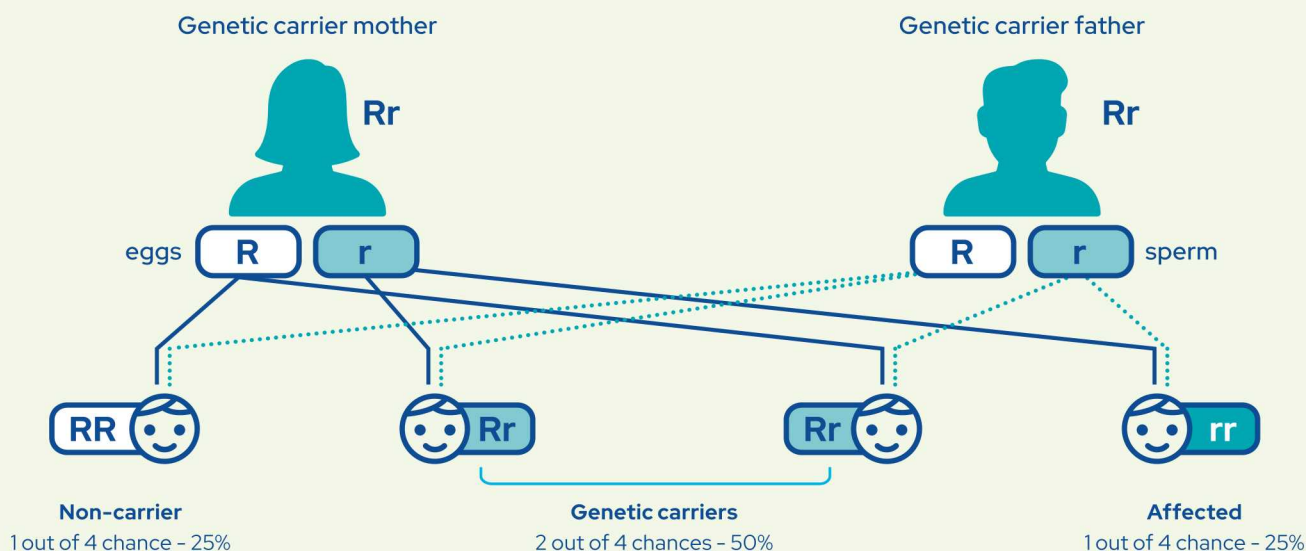 Genetic carrier mother
Genetic carrier father
Rr
Rr
eggs
R
r
R
r
sperm
RR
Rr
Rr
rr
Non-carrier
1 out of 4 chance - 25%
Genetic carriers
2 out of 4 chances - 50%
Affected
1 out of 4 chance - 25%